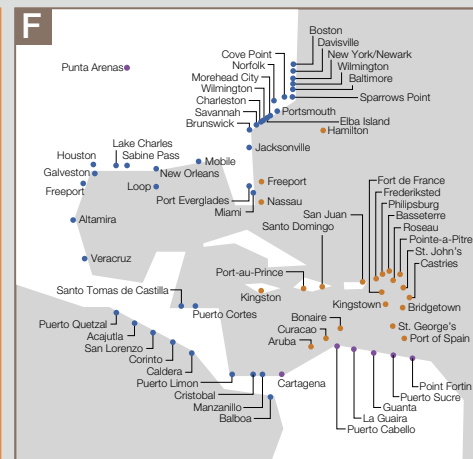 F
Boston
Davisville
New York/Newark
Wilmington
Baltimore
Sparrows Point
Cove Point
Norfolk
Morehead City
Wilmington
Charleston
Savannah
Brunswick
Portsmouth
Elba Island
Hamilton
Punta Arenas
Jacksonville
Houston
Lake Charles
Sabine Pass
Mobile
Galveston
New Orleans
Freeport
Loop
Port Everglades
Miami
Freeport
Nassau
Altamira
Veracruz
San Juan
Santo Domingo
Fort de France
Frederiksted
Philipsburg
Basseterre
Roseau
Pointe-a-Pitre
St. John's
Castries
Port-au-Prince
Kingston
Kingstown
Bridgetown
Santo Tomas de Castilla
Puerto Cortes
Puerto Quetzal
Acajutla
San Lorenzo
Corinto
Caldera
Puerto Limon
Cristobal
Manzanillo
Balboa
Cartagena
Bonaire
Curacao
Aruba
St. George's
Port of Spain
Point Fortin
Puerto Sucre
Guanta
La Guaira
Puerto Cabello